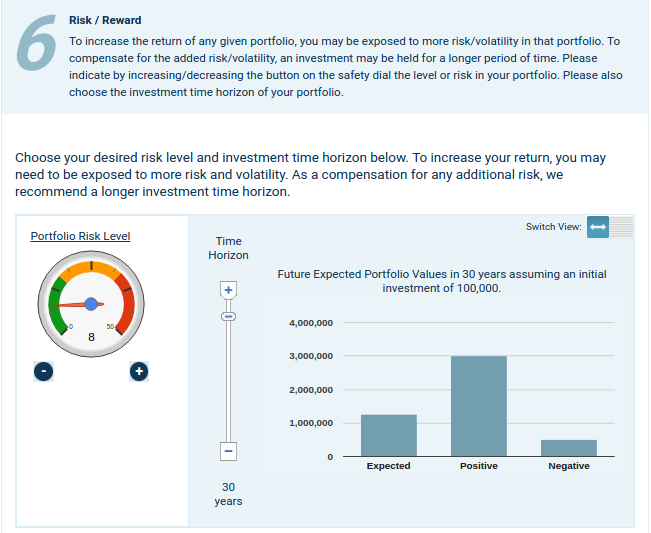 6
Risk / Reward
To increase the return of any given portfolio, you may be exposed to more risk/volatility in that portfolio. To
compensate for the added risk/volatility, an investment may be held for a longer period of time. Please
indicate by increasing/decreasing the button on the safety dial the level or risk in your portfolio. Please also
choose the investment time horizon of your portfolio.
Choose your desired risk level and investment time horizon below. To increase your return, you may
need to be exposed to more risk and volatility. As a compensation for any additional risk, we
recommend a longer investment time horizon.
Switch View:
Portfolio Risk Level
0 50
8
- +
Time
Horizon
+
−
−
30
years
Future Expected Portfolio Values in 30 years assuming an initial
investment of 100,000.
4,000,000
3,000,000
2,000,000
1,000,000
0
Expected Positive Negative